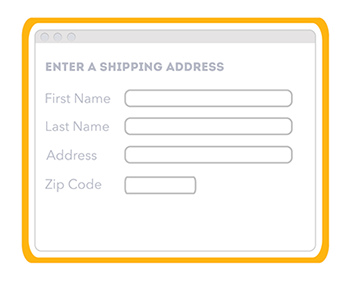 ENTER A SHIPPING ADDRESS
First Name
Last Name
Address
Zip Code